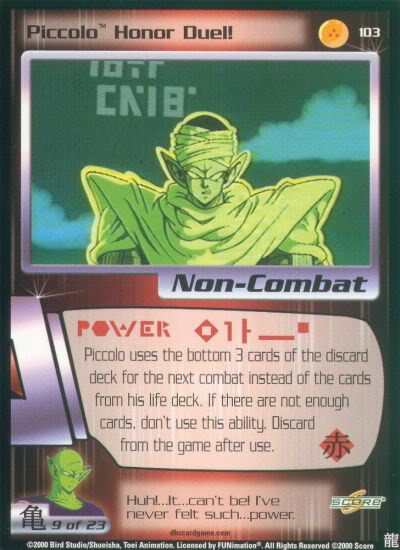 Piccolo™ Honor Duel!
103
CN18
Non-Combat
POWER
Piccolo uses the bottom 3 cards of the discard
deck for the next combat instead of the cards
from his life deck. If there are not enough
cards, don't use this ability. Discard
from the game after use.
赤
亀
9 of 23
Huh!...It...can't be! I've
never felt such...power.
SCORE
©2000 Bird Studio/Shueisha, Toei Animation. Licensed by FUNimation®. All Rights Reserved ©2000 Score
dbzcardgame.com
龍